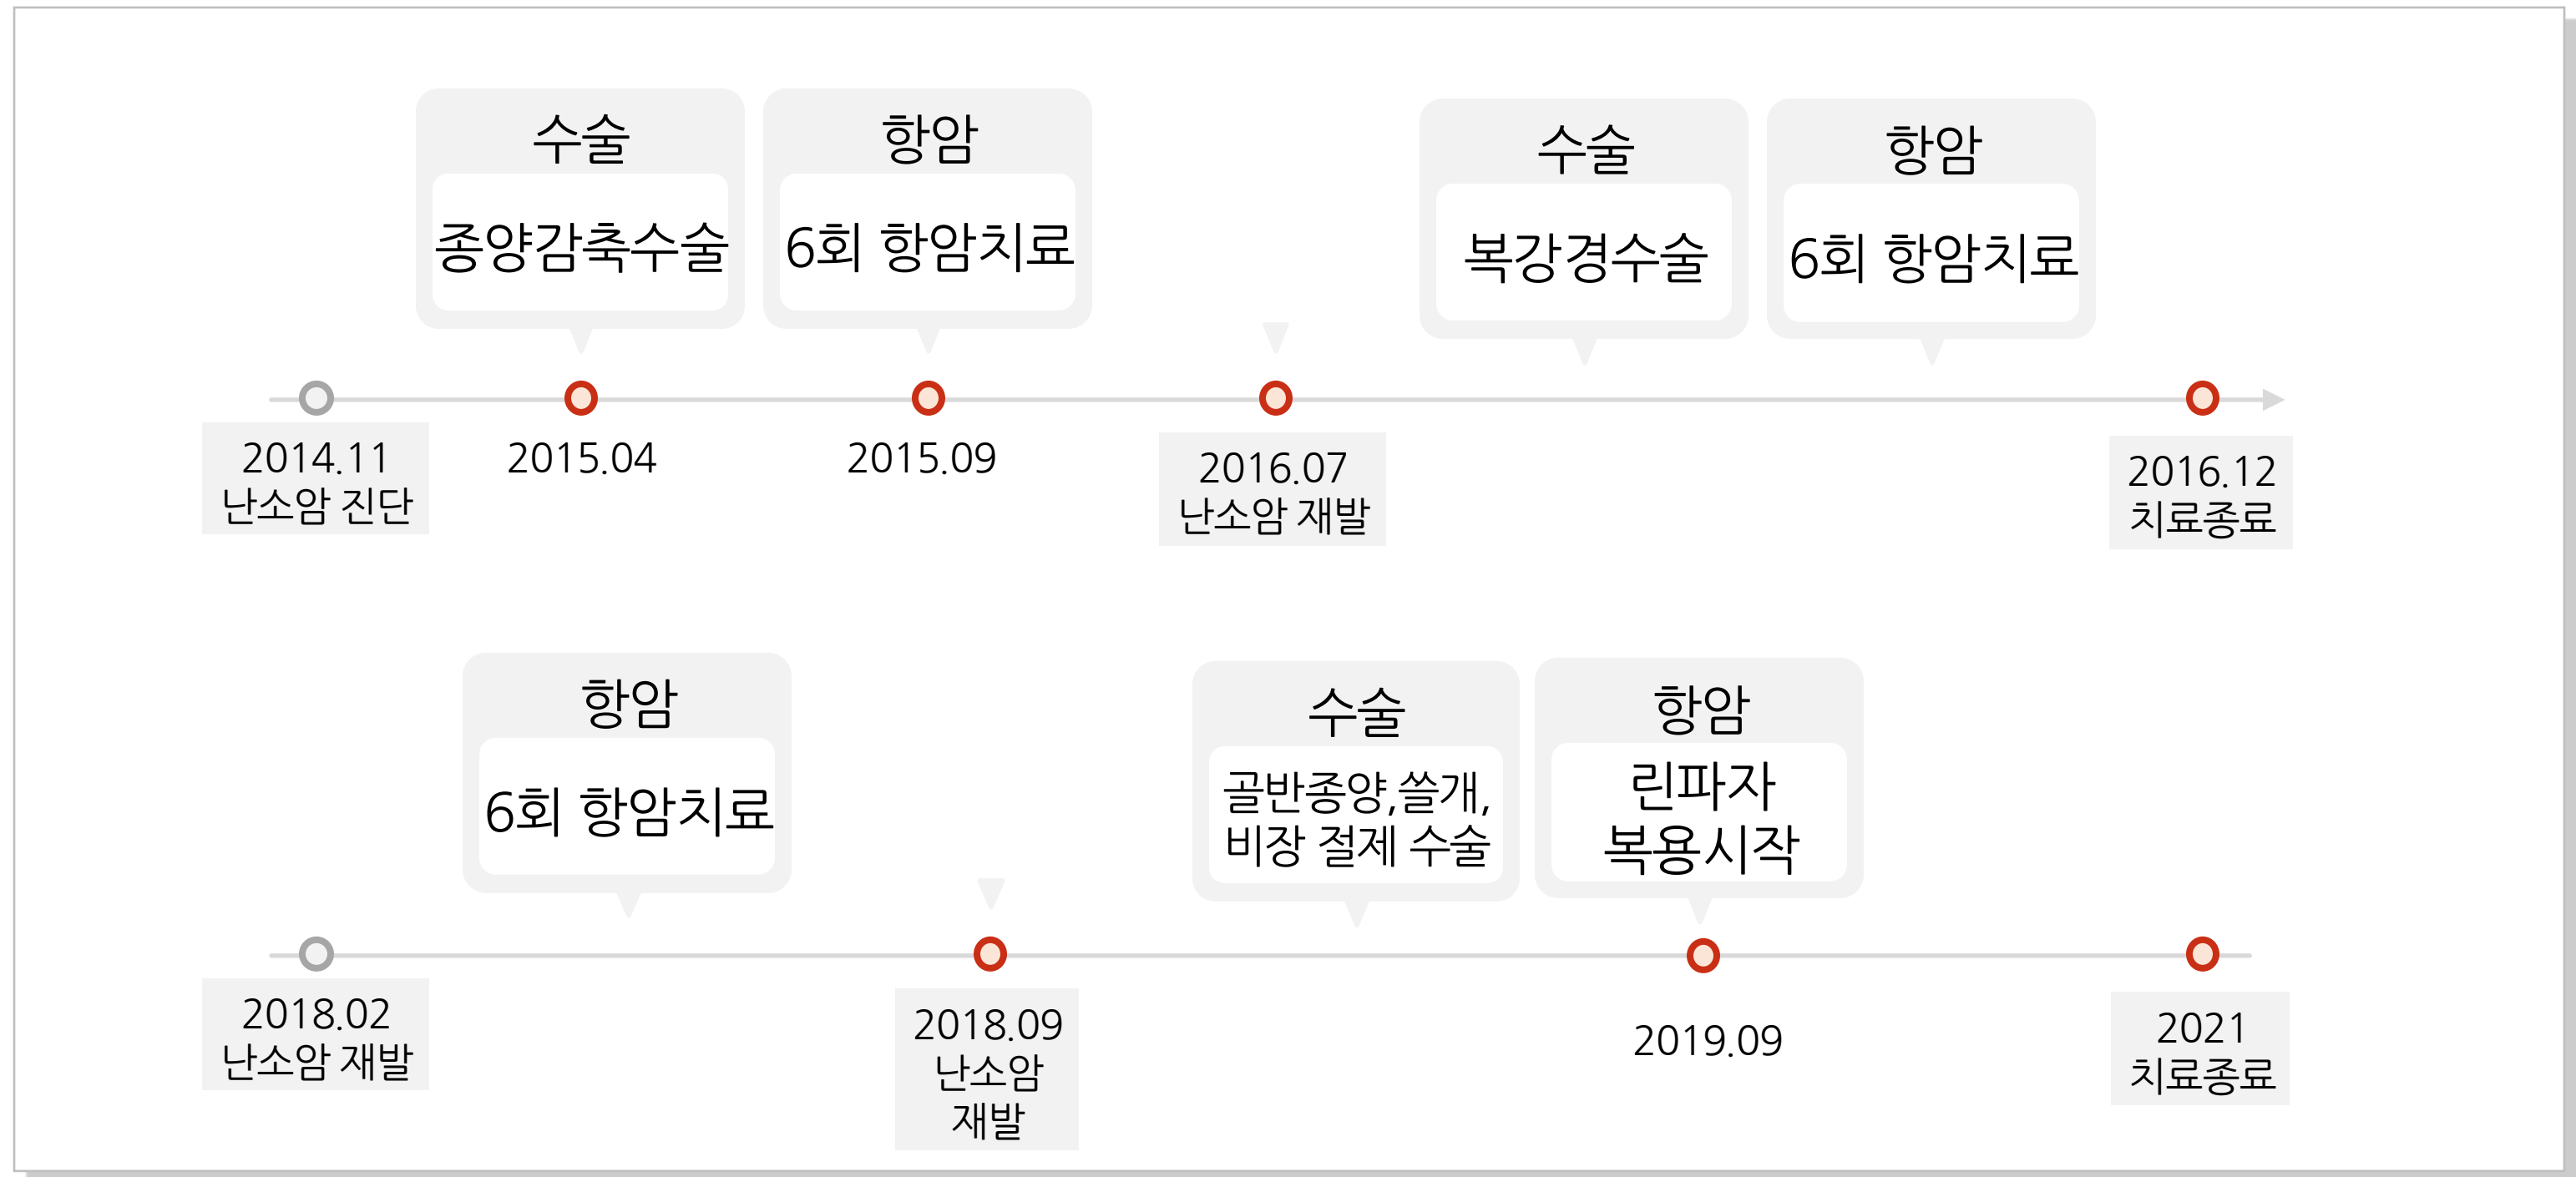 수술
종양감축수술
항암
6회 항암치료
수술
복강경수술
항암
6회 항암치료
2014.11
난소암 진단
2015.04
2015.09
2016.07
난소암 재발
2016.12
치료종료
항암
6회 항암치료
수술
골반종양,쓸개,
비장 절제 수술
항암
린파자
복용시작
2018.02
난소암 재발
2018.09
난소암
재발
2019.09
2021
치료종료